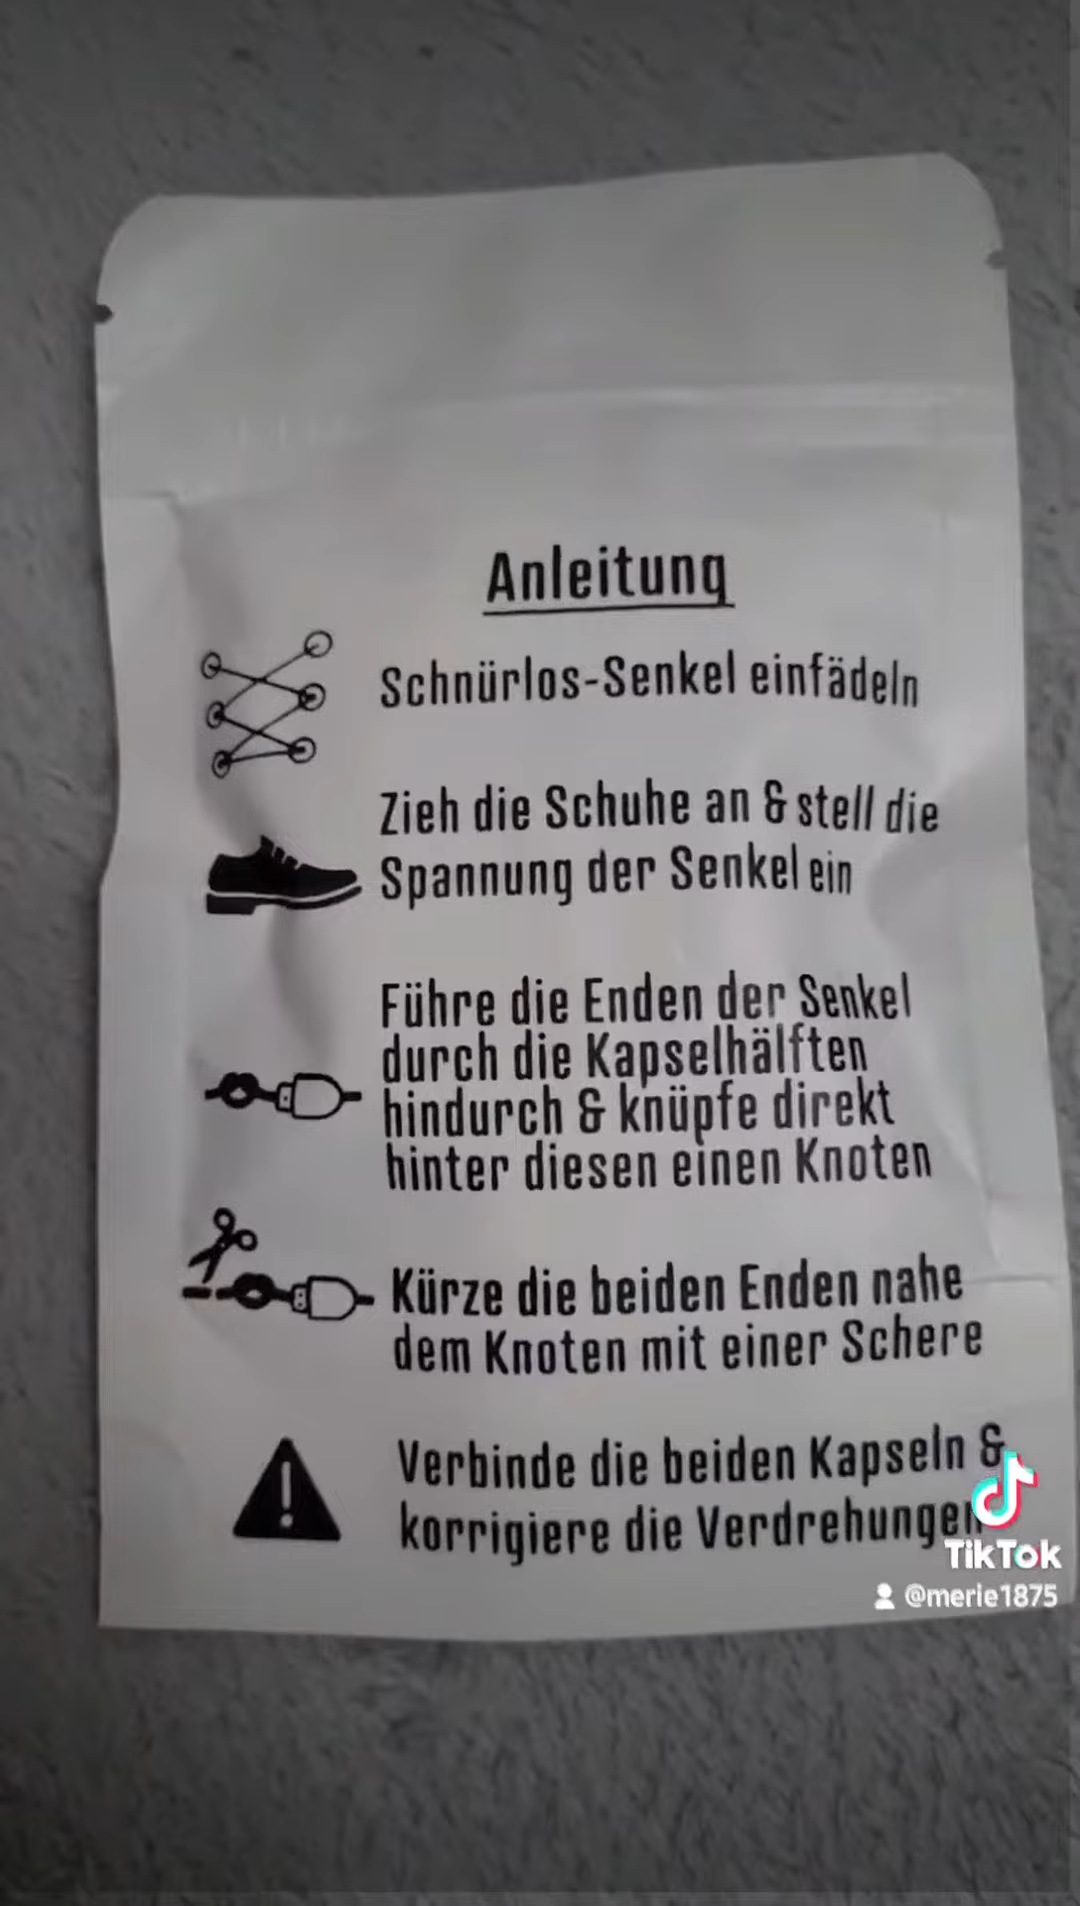 Anleitung
Schnürlos-Senkel einfädeln
Zieh die Schuhe an & stell die
Spannung der Senkel ein
Führe die Enden der Senkel
durch die Kapselhälften
hindurch & knüpfe direkt
hinter diesen einen Knoten
Kürze die beiden Enden nahe
dem Knoten mit einer Schere
Verbinde die beiden Kapseln &
korrigiere die Verdrehungen
TikTok
@merie1875